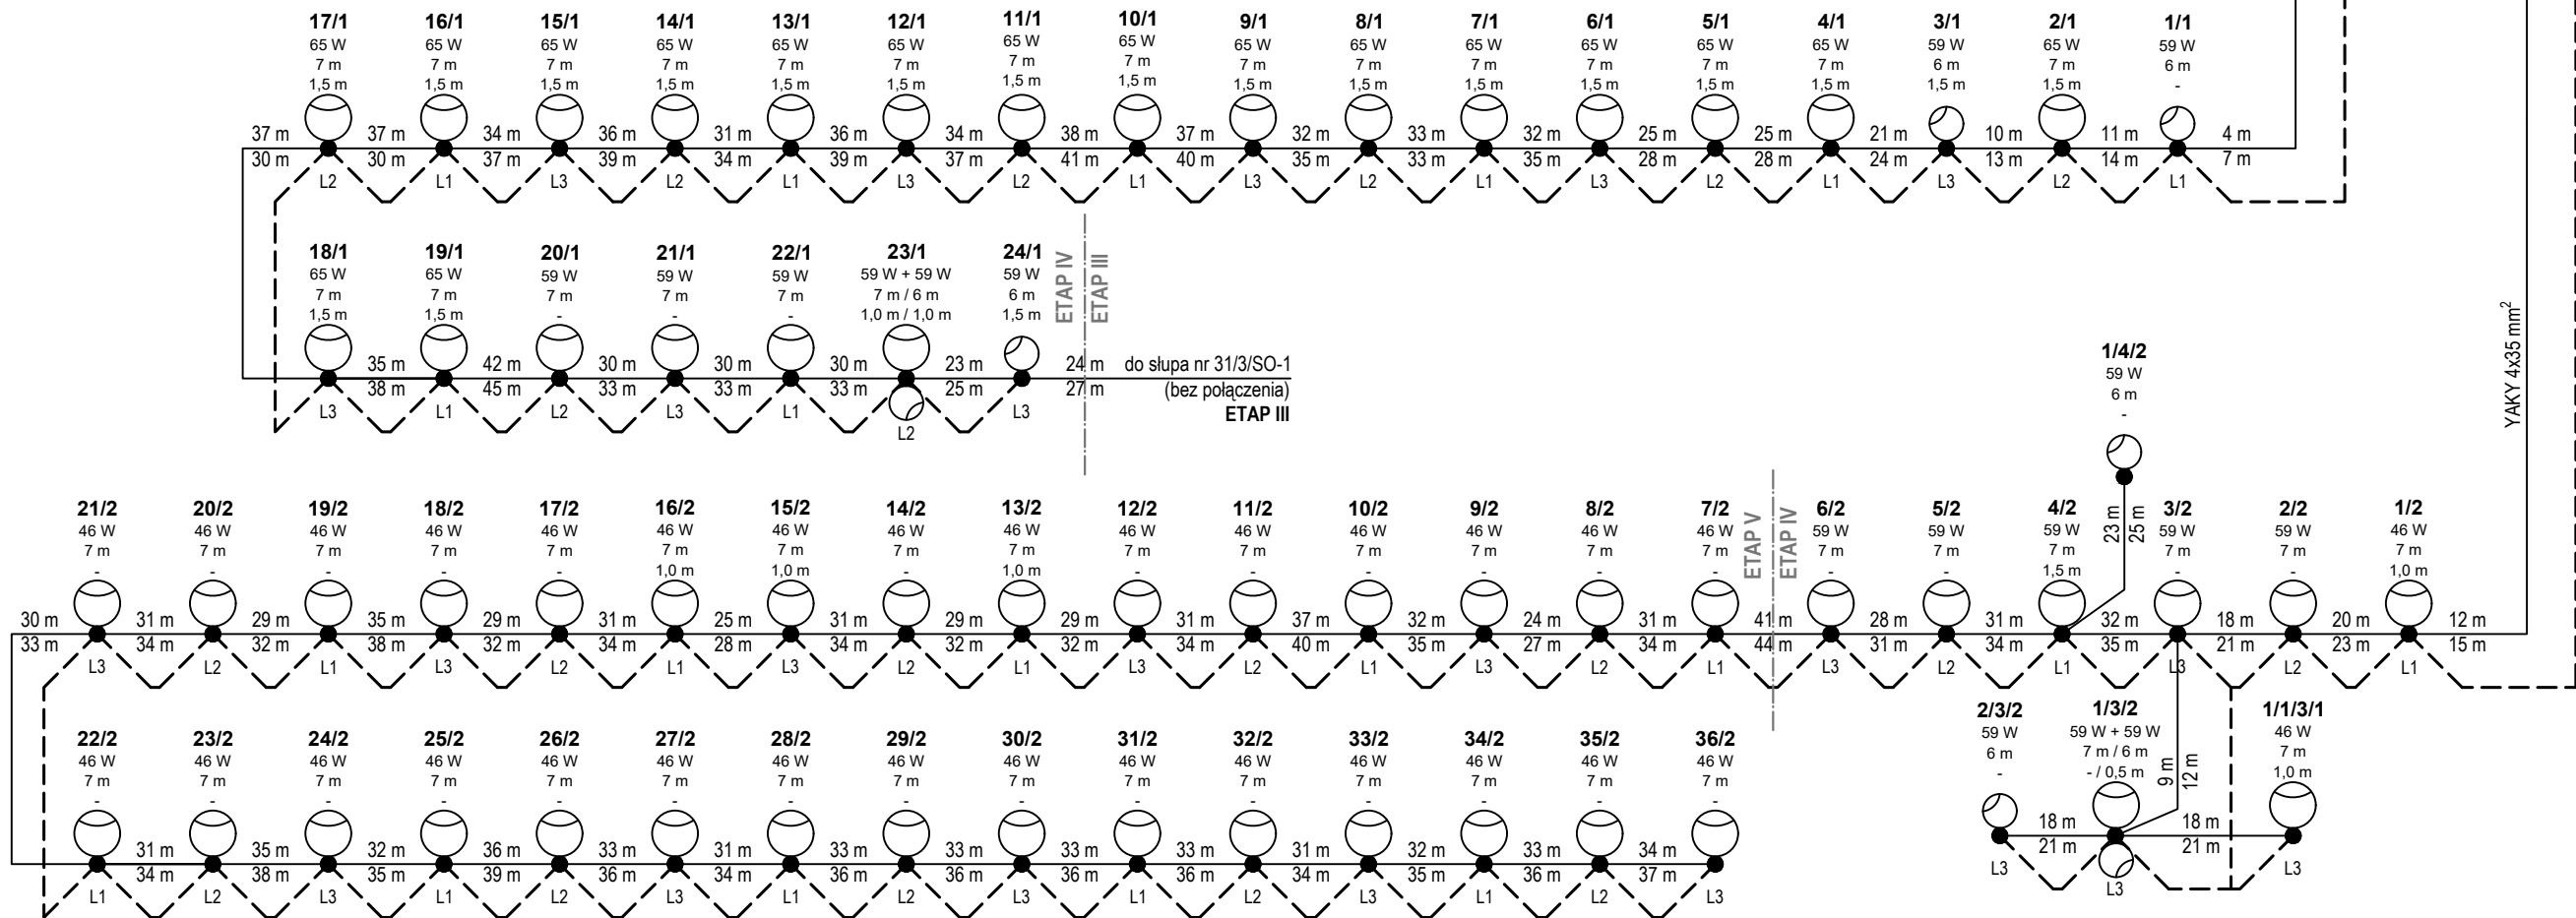 17/1 16/1 15/1 14/1 13/1 12/1 11/1 10/1 9/1 8/1 7/1 6/1 5/1 4/1 3/1 2/1 1/1
65 W 65 W 65 W 65 W 65 W 65 W 65 W 65 W 65 W 65 W 65 W 65 W 65 W 65 W 59 W 65 W 59 W
7 m 7 m 7 m 7 m 7 m 7 m 7 m 7 m 7 m 7 m 7 m 7 m 7 m 7 m 6 m 7 m 6 m
1,5 m 1,5 m 1,5 m 1,5 m 1,5 m 1,5 m 1,5 m 1,5 m 1,5 m 1,5 m 1,5 m 1,5 m 1,5 m 1,5 m 1,5 m 1,5 m -
37 m 37 m 34 m 36 m 31 m 36 m 34 m 38 m 37 m 32 m 33 m 32 m 25 m 25 m 21 m 10 m 11 m 4 m
30 m 30 m 37 m 39 m 34 m 39 m 37 m 41 m 40 m 35 m 33 m 35 m 28 m 28 m 24 m 13 m 14 m 7 m
L2 L1 L3 L2 L1 L3 L2 L1 L3 L2 L1 L3 L2 L1 L3 L2 L1
18/1 19/1 20/1 21/1 22/1 23/1 24/1
65 W 65 W 59 W 59 W 59 W 59 W + 59 W 59 W
7 m 7 m 7 m 7 m 7 m 7 m / 6 m 6 m
1,5 m 1,5 m - - - 1,0 m / 1,0 m 1,5 m
ETAP IV
ETAP III
35 m 42 m 30 m 30 m 30 m 23 m 24 m do słupa nr 31/3/SO-1
38 m 45 m 33 m 33 m 33 m 25 m 27 m (bez połączenia)
ETAP III
L3 L1 L2 L3 L1 L2 L3
YAKY 4x35 mm²
1/4/2
59 W
6 m
-
23 m
25 m
21/2 20/2 19/2 18/2 17/2 16/2 15/2 14/2 13/2 12/2 11/2 10/2 9/2 8/2 7/2 6/2 5/2 4/2 3/2 2/2 1/2
46 W 46 W 46 W 46 W 46 W 46 W 46 W 46 W 46 W 46 W 46 W 46 W 46 W 46 W 46 W 59 W 59 W 59 W 59 W 59 W 46 W
7 m 7 m 7 m 7 m 7 m 7 m 7 m 7 m 7 m 7 m 7 m 7 m 7 m 7 m 7 m 7 m 7 m 7 m 7 m 7 m 7 m
- - - - - 1,0 m 1,0 m - 1,0 m - - - - - - - - 1,5 m - - 1,0 m
ETAP V
ETAP IV
30 m 31 m 29 m 35 m 29 m 31 m 25 m 31 m 29 m 29 m 31 m 37 m 32 m 24 m 31 m 41 m 28 m 31 m 32 m 18 m 20 m 12 m
33 m 34 m 32 m 38 m 32 m 34 m 28 m 34 m 32 m 32 m 34 m 40 m 35 m 27 m 34 m 44 m 31 m 34 m 35 m 21 m 23 m 15 m
L3 L2 L1 L3 L2 L1 L3 L2 L1 L3 L2 L1 L3 L2 L1 L3 L2 L1 L3 L2 L1
2/3/2 1/3/2 1/1/3/1
59 W 59 W + 59 W 46 W
6 m 7 m / 6 m 7 m
- - / 0,5 m 1,0 m
9 m
12 m
18 m 18 m
21 m 21 m
L3 L3 L3
22/2 23/2 24/2 25/2 26/2 27/2 28/2 29/2 30/2 31/2 32/2 33/2 34/2 35/2 36/2
46 W 46 W 46 W 46 W 46 W 46 W 46 W 46 W 46 W 46 W 46 W 46 W 46 W 46 W 46 W
7 m 7 m 7 m 7 m 7 m 7 m 7 m 7 m 7 m 7 m 7 m 7 m 7 m 7 m 7 m
- - - - - - - - - - - - - - -
31 m 35 m 32 m 36 m 33 m 31 m 33 m 33 m 33 m 33 m 31 m 32 m 33 m 34 m
34 m 38 m 35 m 39 m 36 m 34 m 36 m 36 m 36 m 36 m 34 m 35 m 36 m 37 m
L1 L2 L3 L1 L2 L3 L1 L2 L3 L1 L2 L3 L1 L2 L3